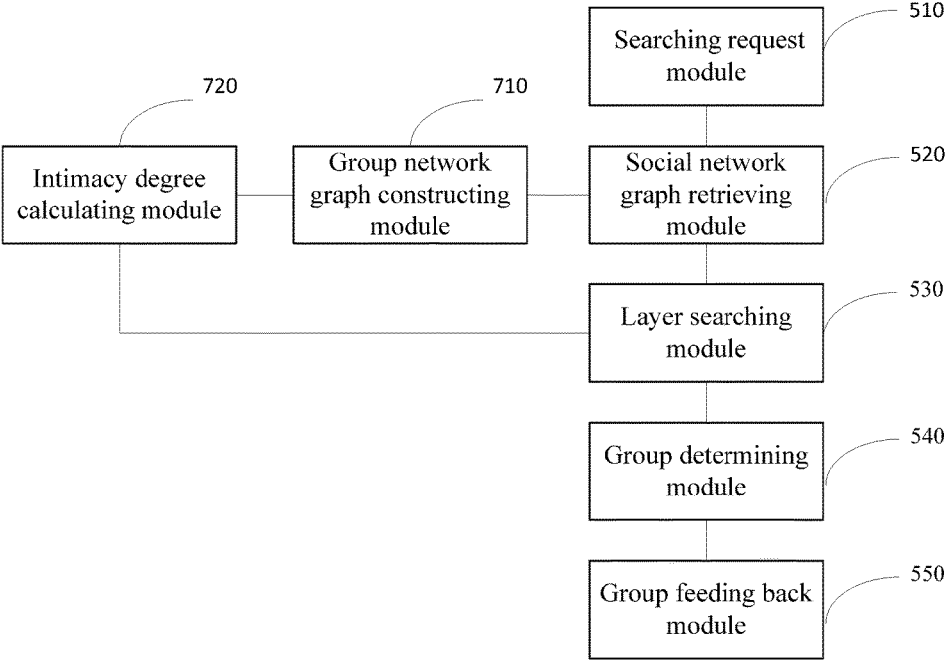 510
Searching request
module
720
710
Intimacy degree
calculating module
Group network
graph constructing
module
Social network
graph retrieving
module
520
530
Layer searching
module
540
Group determining
module
550
Group feeding back
module